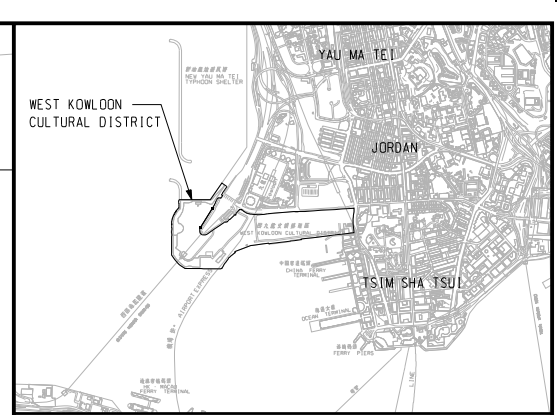 YAU MA TEI
NEW YAU MA TEI
TYPHOON SHELTER
WEST KOWLOON
CULTURAL DISTRICT
JORDAN
WEST KOWLOON CULTURAL DISTRICT
CHINA FERRY
TERMINAL
TSIM SHA TSUI
AIRPORT EXPRESS
OCEAN TERMINAL
FERRY PIERS
HK - MACAU
FERRY TERMINAL
LINE